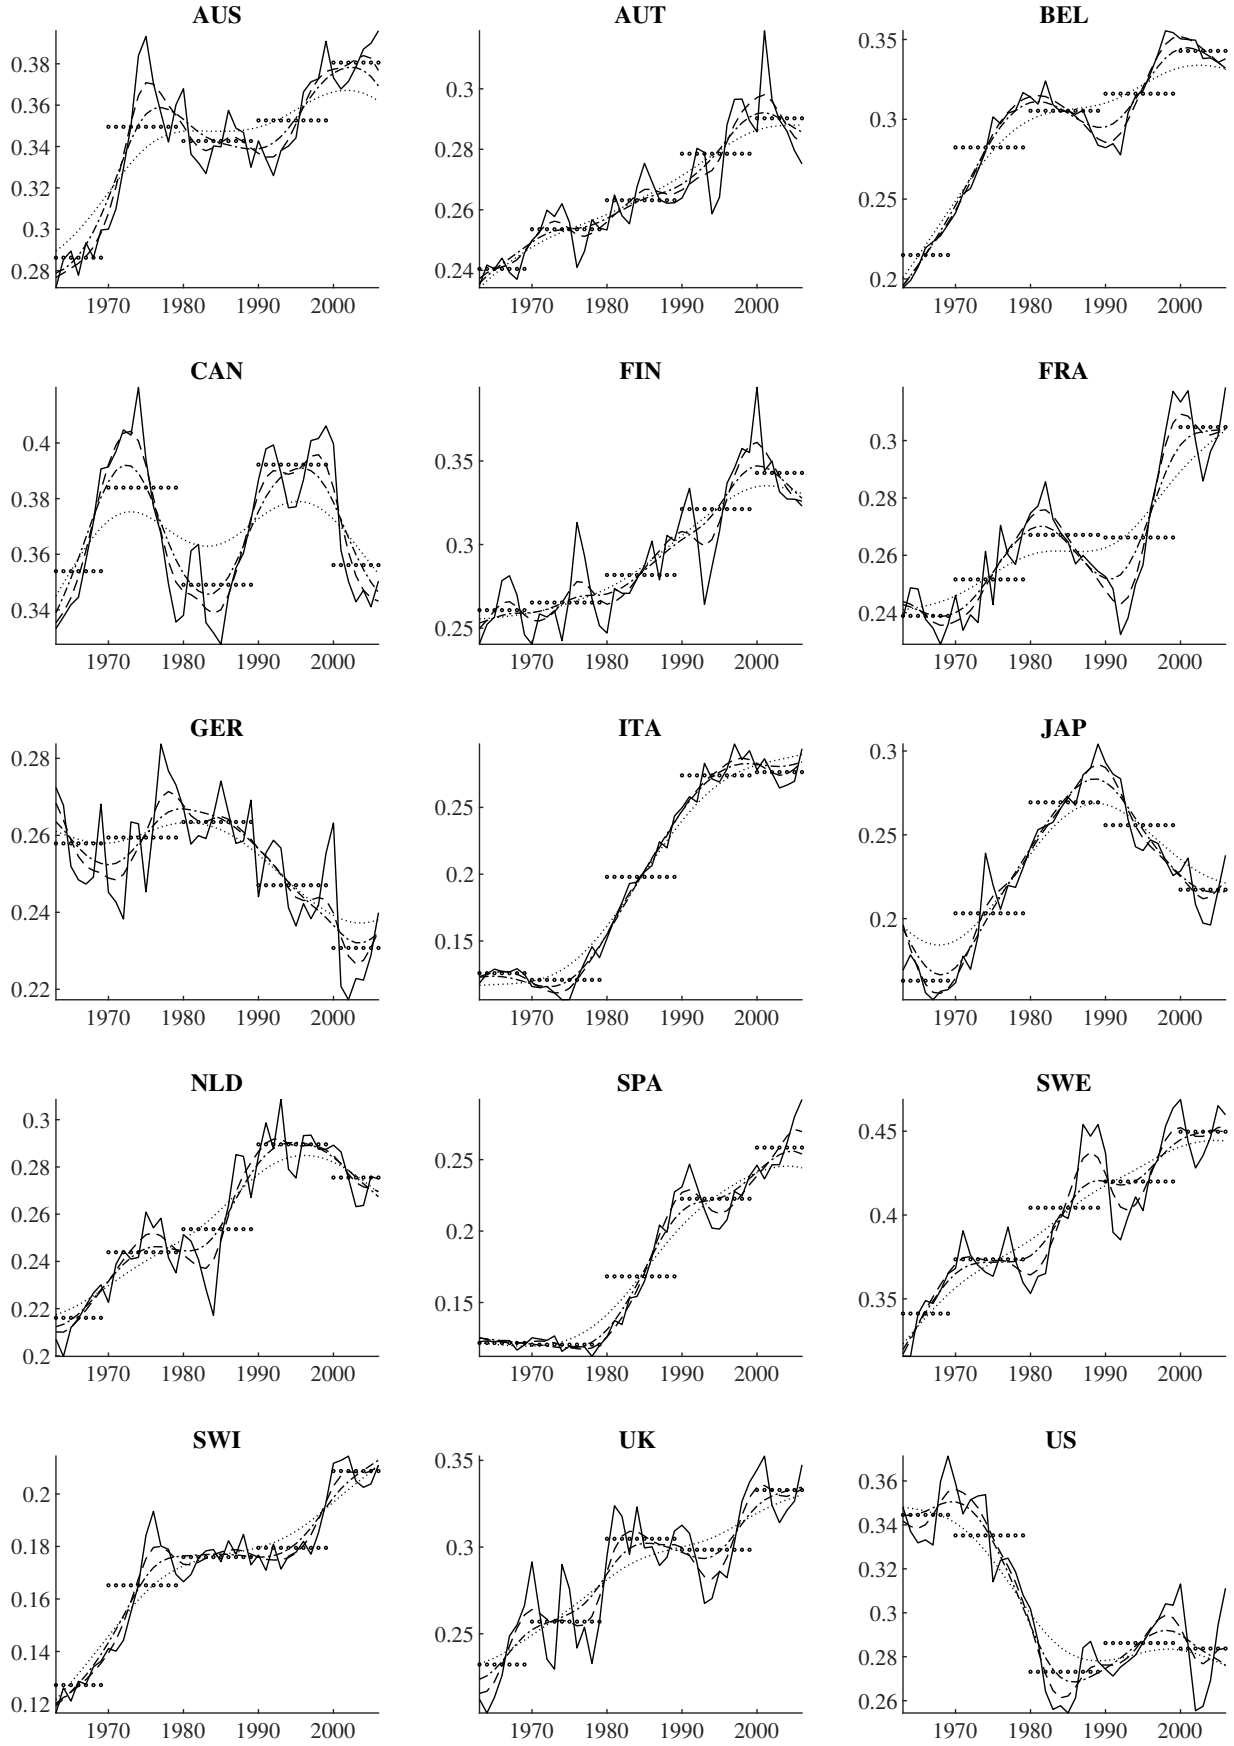 AUS AUT BEL
0.38 0.36 0.34 0.32 0.3 0.28
0.3 0.28 0.26 0.24
0.35 0.3 0.25 0.2
1970 1980 1990 2000 1970 1980 1990 2000 1970 1980 1990 2000
CAN FIN FRA
0.4 0.38 0.36 0.34
0.35 0.3 0.25
0.3 0.28 0.26 0.24
1970 1980 1990 2000 1970 1980 1990 2000 1970 1980 1990 2000
GER ITA JAP
0.28 0.26 0.24 0.22
0.25 0.2 0.15
0.3 0.25 0.2
1970 1980 1990 2000 1970 1980 1990 2000 1970 1980 1990 2000
NLD SPA SWE
0.3 0.28 0.26 0.24 0.22 0.2
0.25 0.2 0.15
0.45 0.4 0.35
1970 1980 1990 2000 1970 1980 1990 2000 1970 1980 1990 2000
SWI UK US
0.2 0.18 0.16 0.14 0.12
0.35 0.3 0.25
0.36 0.34 0.32 0.3 0.28 0.26
1970 1980 1990 2000 1970 1980 1990 2000 1970 1980 1990 2000